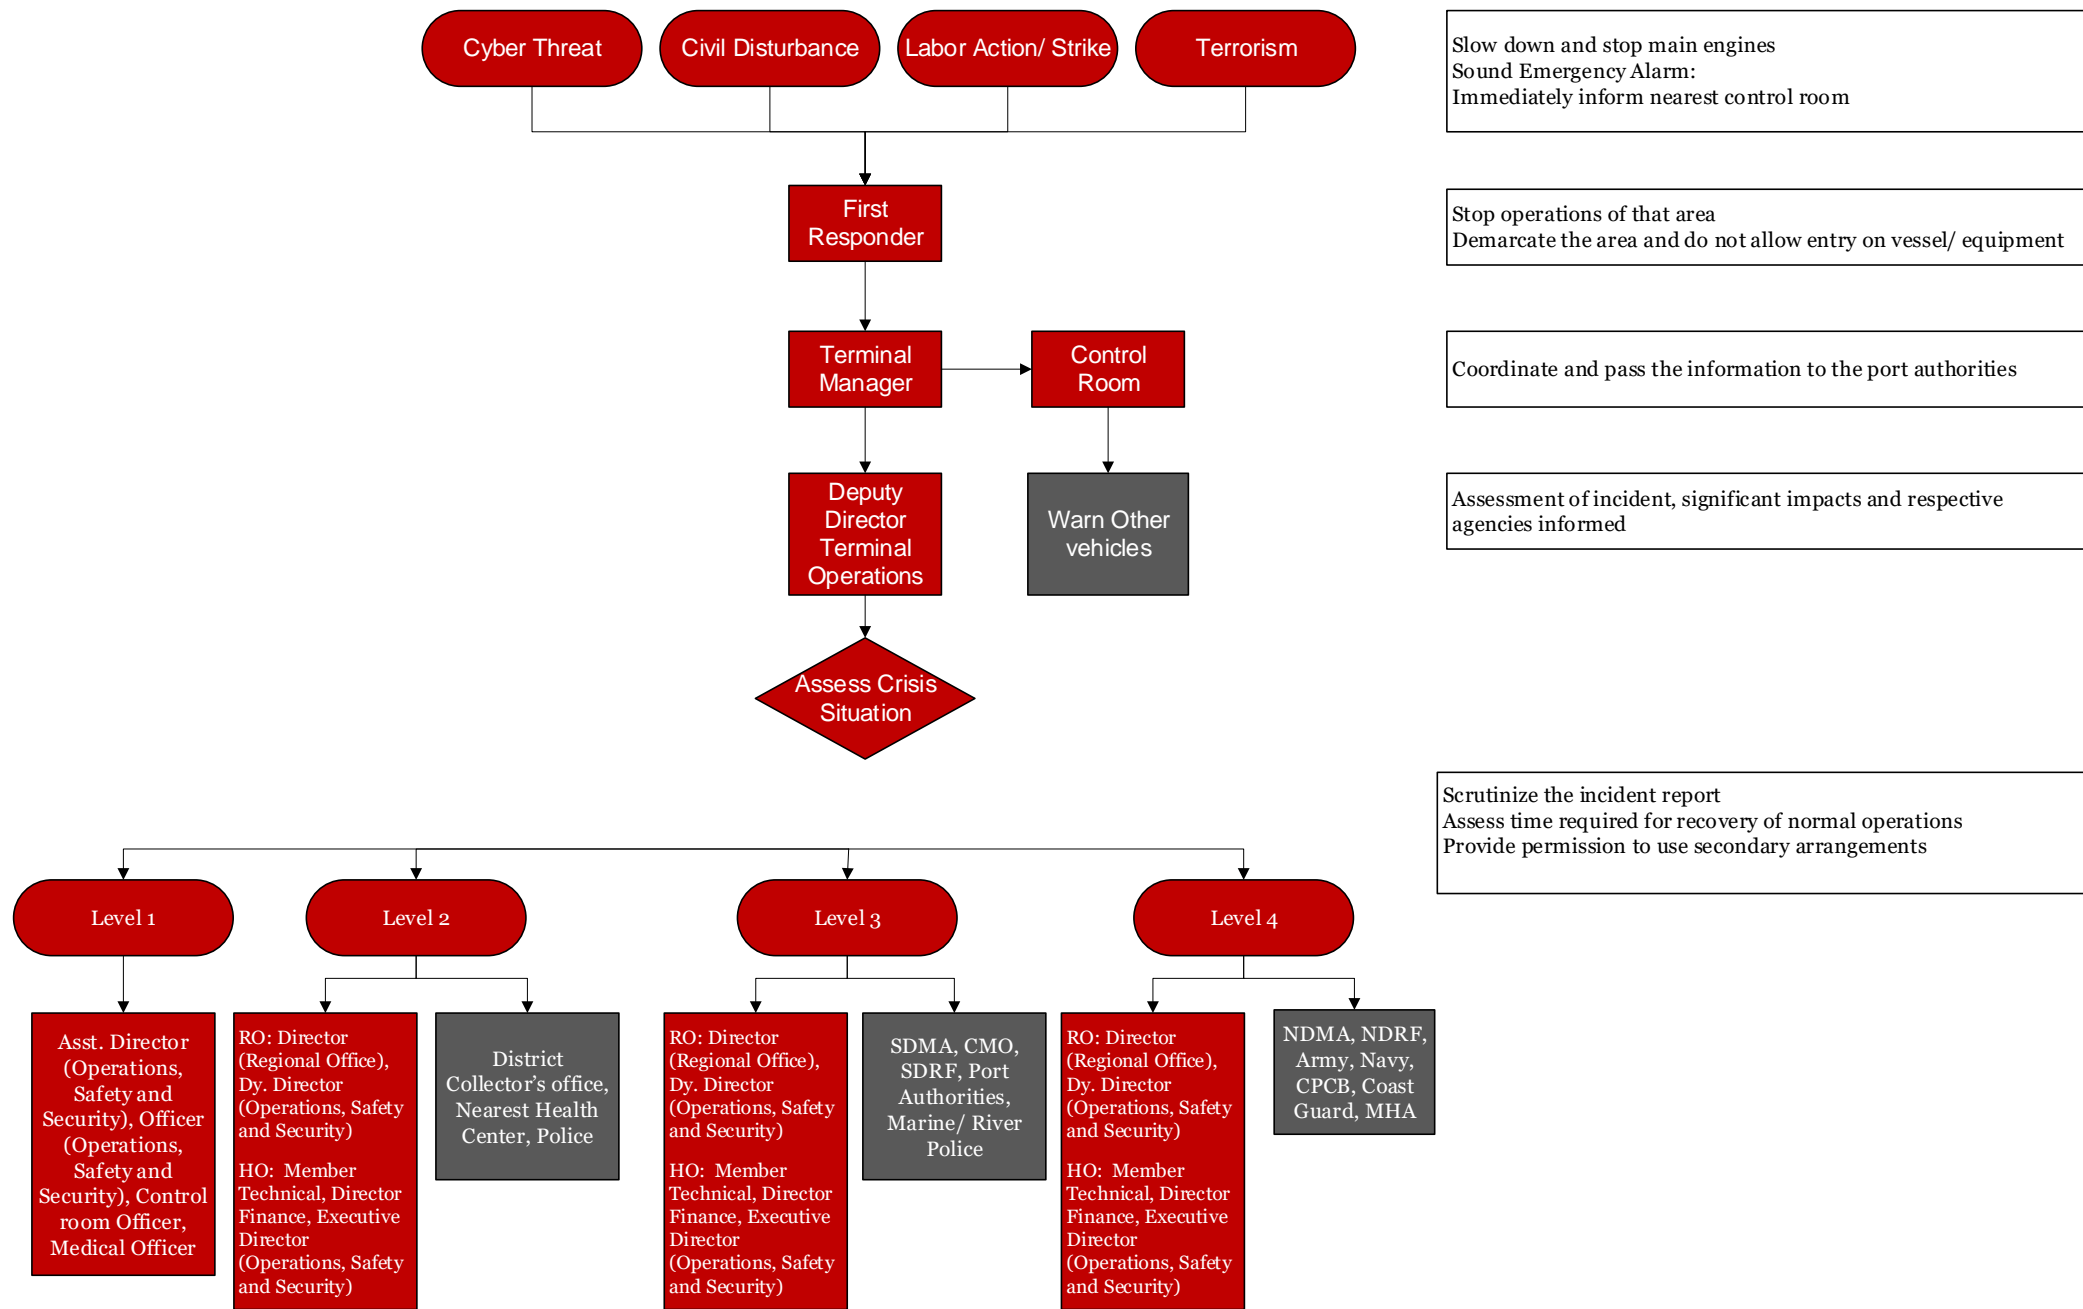 Cyber Threat
Civil Disturbance
Labor Action/ Strike
Terrorism
Slow down and stop main engines
Sound Emergency Alarm:
Immediately inform nearest control room
First
Responder
Stop operations of that area
Demarcate the area and do not allow entry on vessel/ equipment
Terminal
Manager
Control
Room
Coordinate and pass the information to the port authorities
Deputy
Director
Terminal
Operations
Warn Other
vehicles
Assessment of incident, significant impacts and respective
agencies informed
Assess Crisis
Situation
Scrutinize the incident report
Assess time required for recovery of normal operations
Provide permission to use secondary arrangements
Level 1
Level 2
Level 3
Level 4
Asst. Director
(Operations,
Safety and
Security), Officer
(Operations,
Safety and
Security), Control
room Officer,
Medical Officer
RO: Director
(Regional Office),
Dy. Director
(Operations, Safety
and Security)
HO:  Member
Technical, Director
Finance, Executive
Director
(Operations, Safety
and Security)
District
Collector’s office,
Nearest Health
Center, Police
RO: Director
(Regional Office),
Dy. Director
(Operations, Safety
and Security)
HO:  Member
Technical, Director
Finance, Executive
Director
(Operations, Safety
and Security)
SDMA, CMO,
SDRF, Port
Authorities,
Marine/ River
Police
RO: Director
(Regional Office),
Dy. Director
(Operations, Safety
and Security)
HO:  Member
Technical, Director
Finance, Executive
Director
(Operations, Safety
and Security)
NDMA, NDRF,
Army, Navy,
CPCB, Coast
Guard, MHA